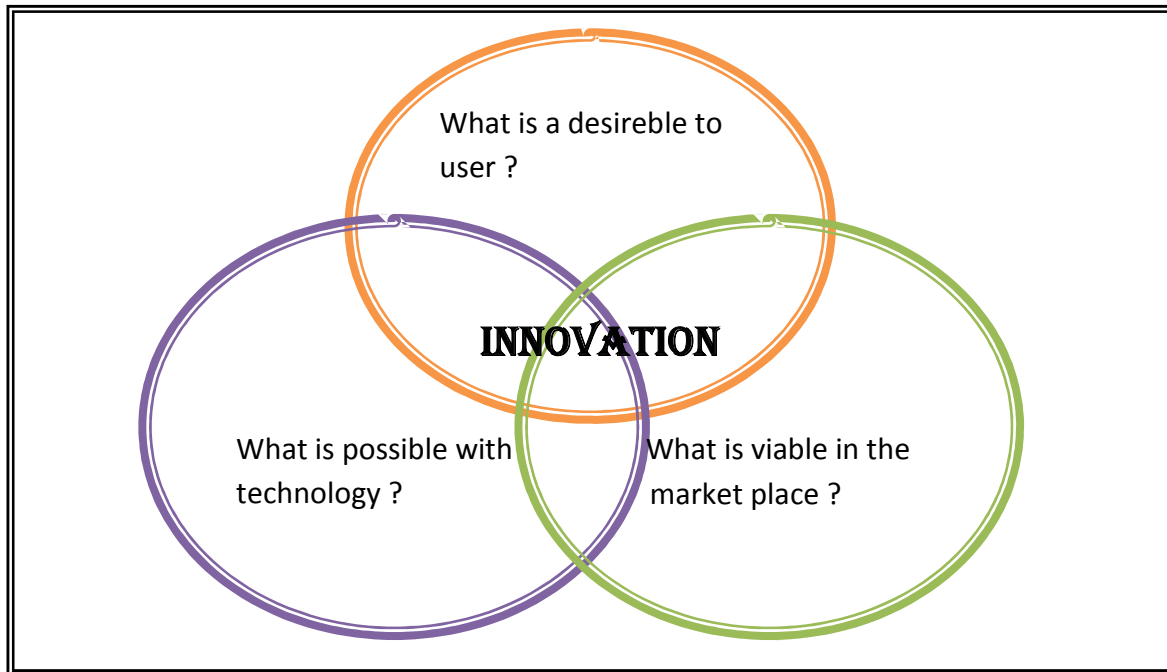 What is a desireble to
user ?
INNOVATION
What is possible with
technology ?
What is viable in the
market place ?